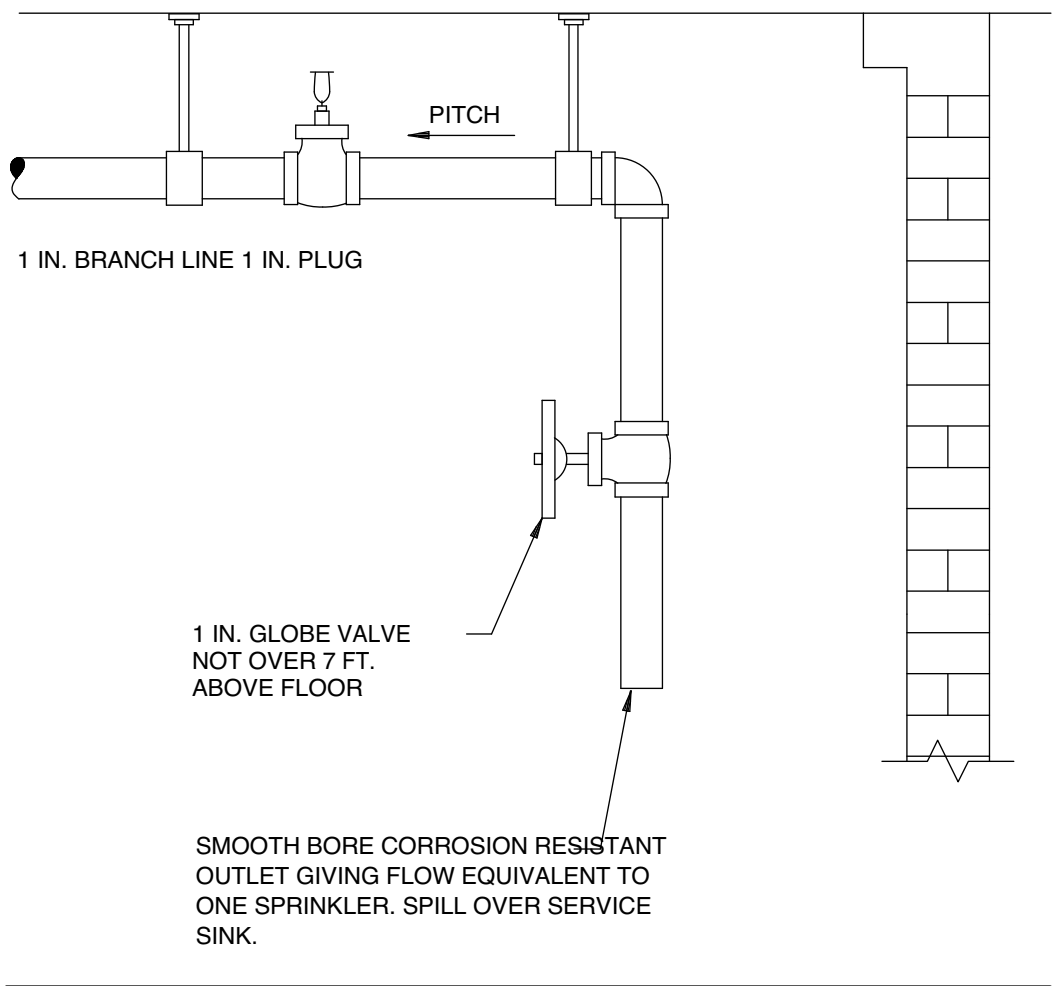 PITCH
1 IN. BRANCH LINE 1 IN. PLUG
1 IN. GLOBE VALVE
NOT OVER 7 FT.
ABOVE FLOOR
SMOOTH BORE CORROSION RESISTANT
OUTLET GIVING FLOW EQUIVALENT TO
ONE SPRINKLER. SPILL OVER SERVICE
SINK.